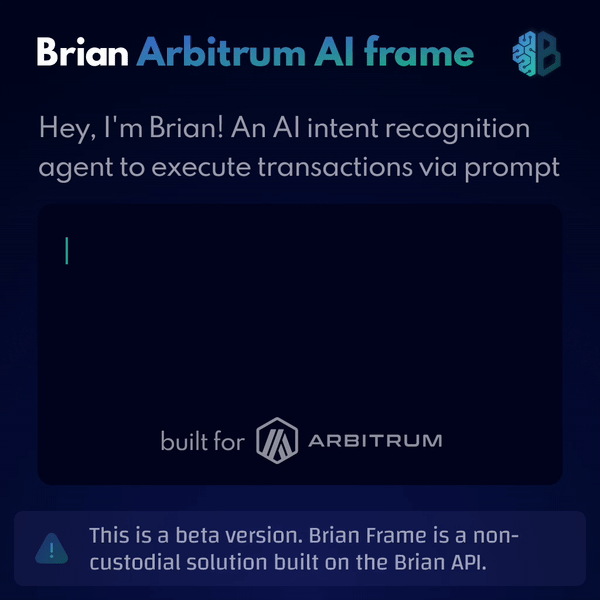 Brian Arbitrum AI frame
Hey, I'm Brian! An AI intent recognition
agent to execute transactions via prompt
built for ARBITRUM
This is a beta version. Brian Frame is a non-
custodial solution built on the Brian API.